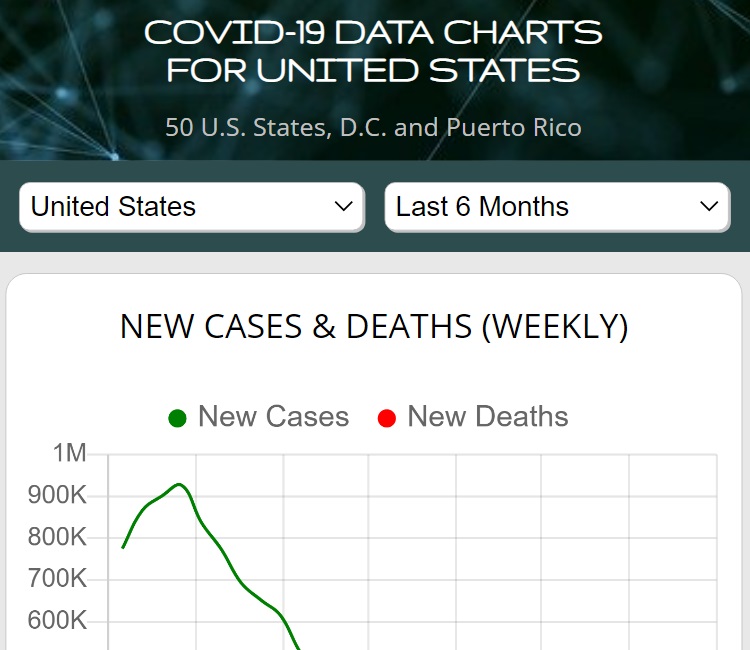 COVID-19 DATA CHARTS
FOR UNITED STATES
50 U.S. States, D.C. and Puerto Rico
United States
Last 6 Months
NEW CASES & DEATHS (WEEKLY)
New Cases
New Deaths
1M
900K
800K
700K
600K